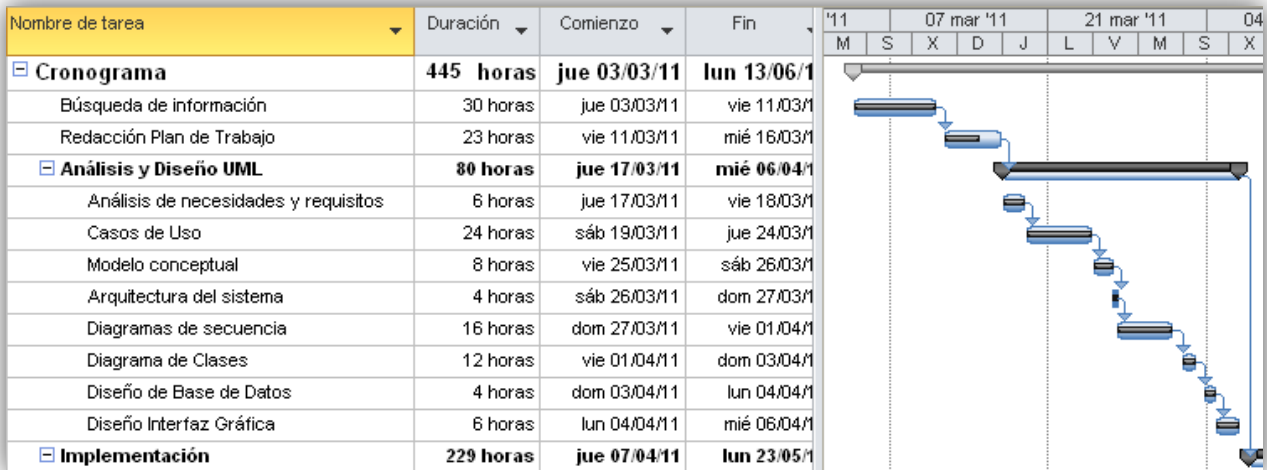 Nombre de tarea Duración Comienzo Fin '11 07 mar '11 21 mar '11 04
M S X D J L V M S X
Cronograma 445 horas jue 03/03/11 lun 13/06/1
Búsqueda de información 30 horas jue 03/03/11 vie 11/03/1
Redacción Plan de Trabajo 23 horas vie 11/03/11 mié 16/03/1
Análisis y Diseño UML 80 horas jue 17/03/11 mié 06/04/1
Análisis de necesidades y requisitos 6 horas jue 17/03/11 vie 18/03/1
Casos de Uso 24 horas sáb 19/03/11 jue 24/03/1
Modelo conceptual 8 horas vie 25/03/11 sáb 26/03/1
Arquitectura del sistema 4 horas sáb 26/03/11 dom 27/03/1
Diagramas de secuencia 16 horas dom 27/03/11 vie 01/04/1
Diagrama de Clases 12 horas vie 01/04/11 dom 03/04/1
Diseño de Base de Datos 4 horas dom 03/04/11 lun 04/04/1
Diseño Interfaz Gráfica 6 horas lun 04/04/11 mié 06/04/1
Implementación 229 horas jue 07/04/11 lun 23/05/1